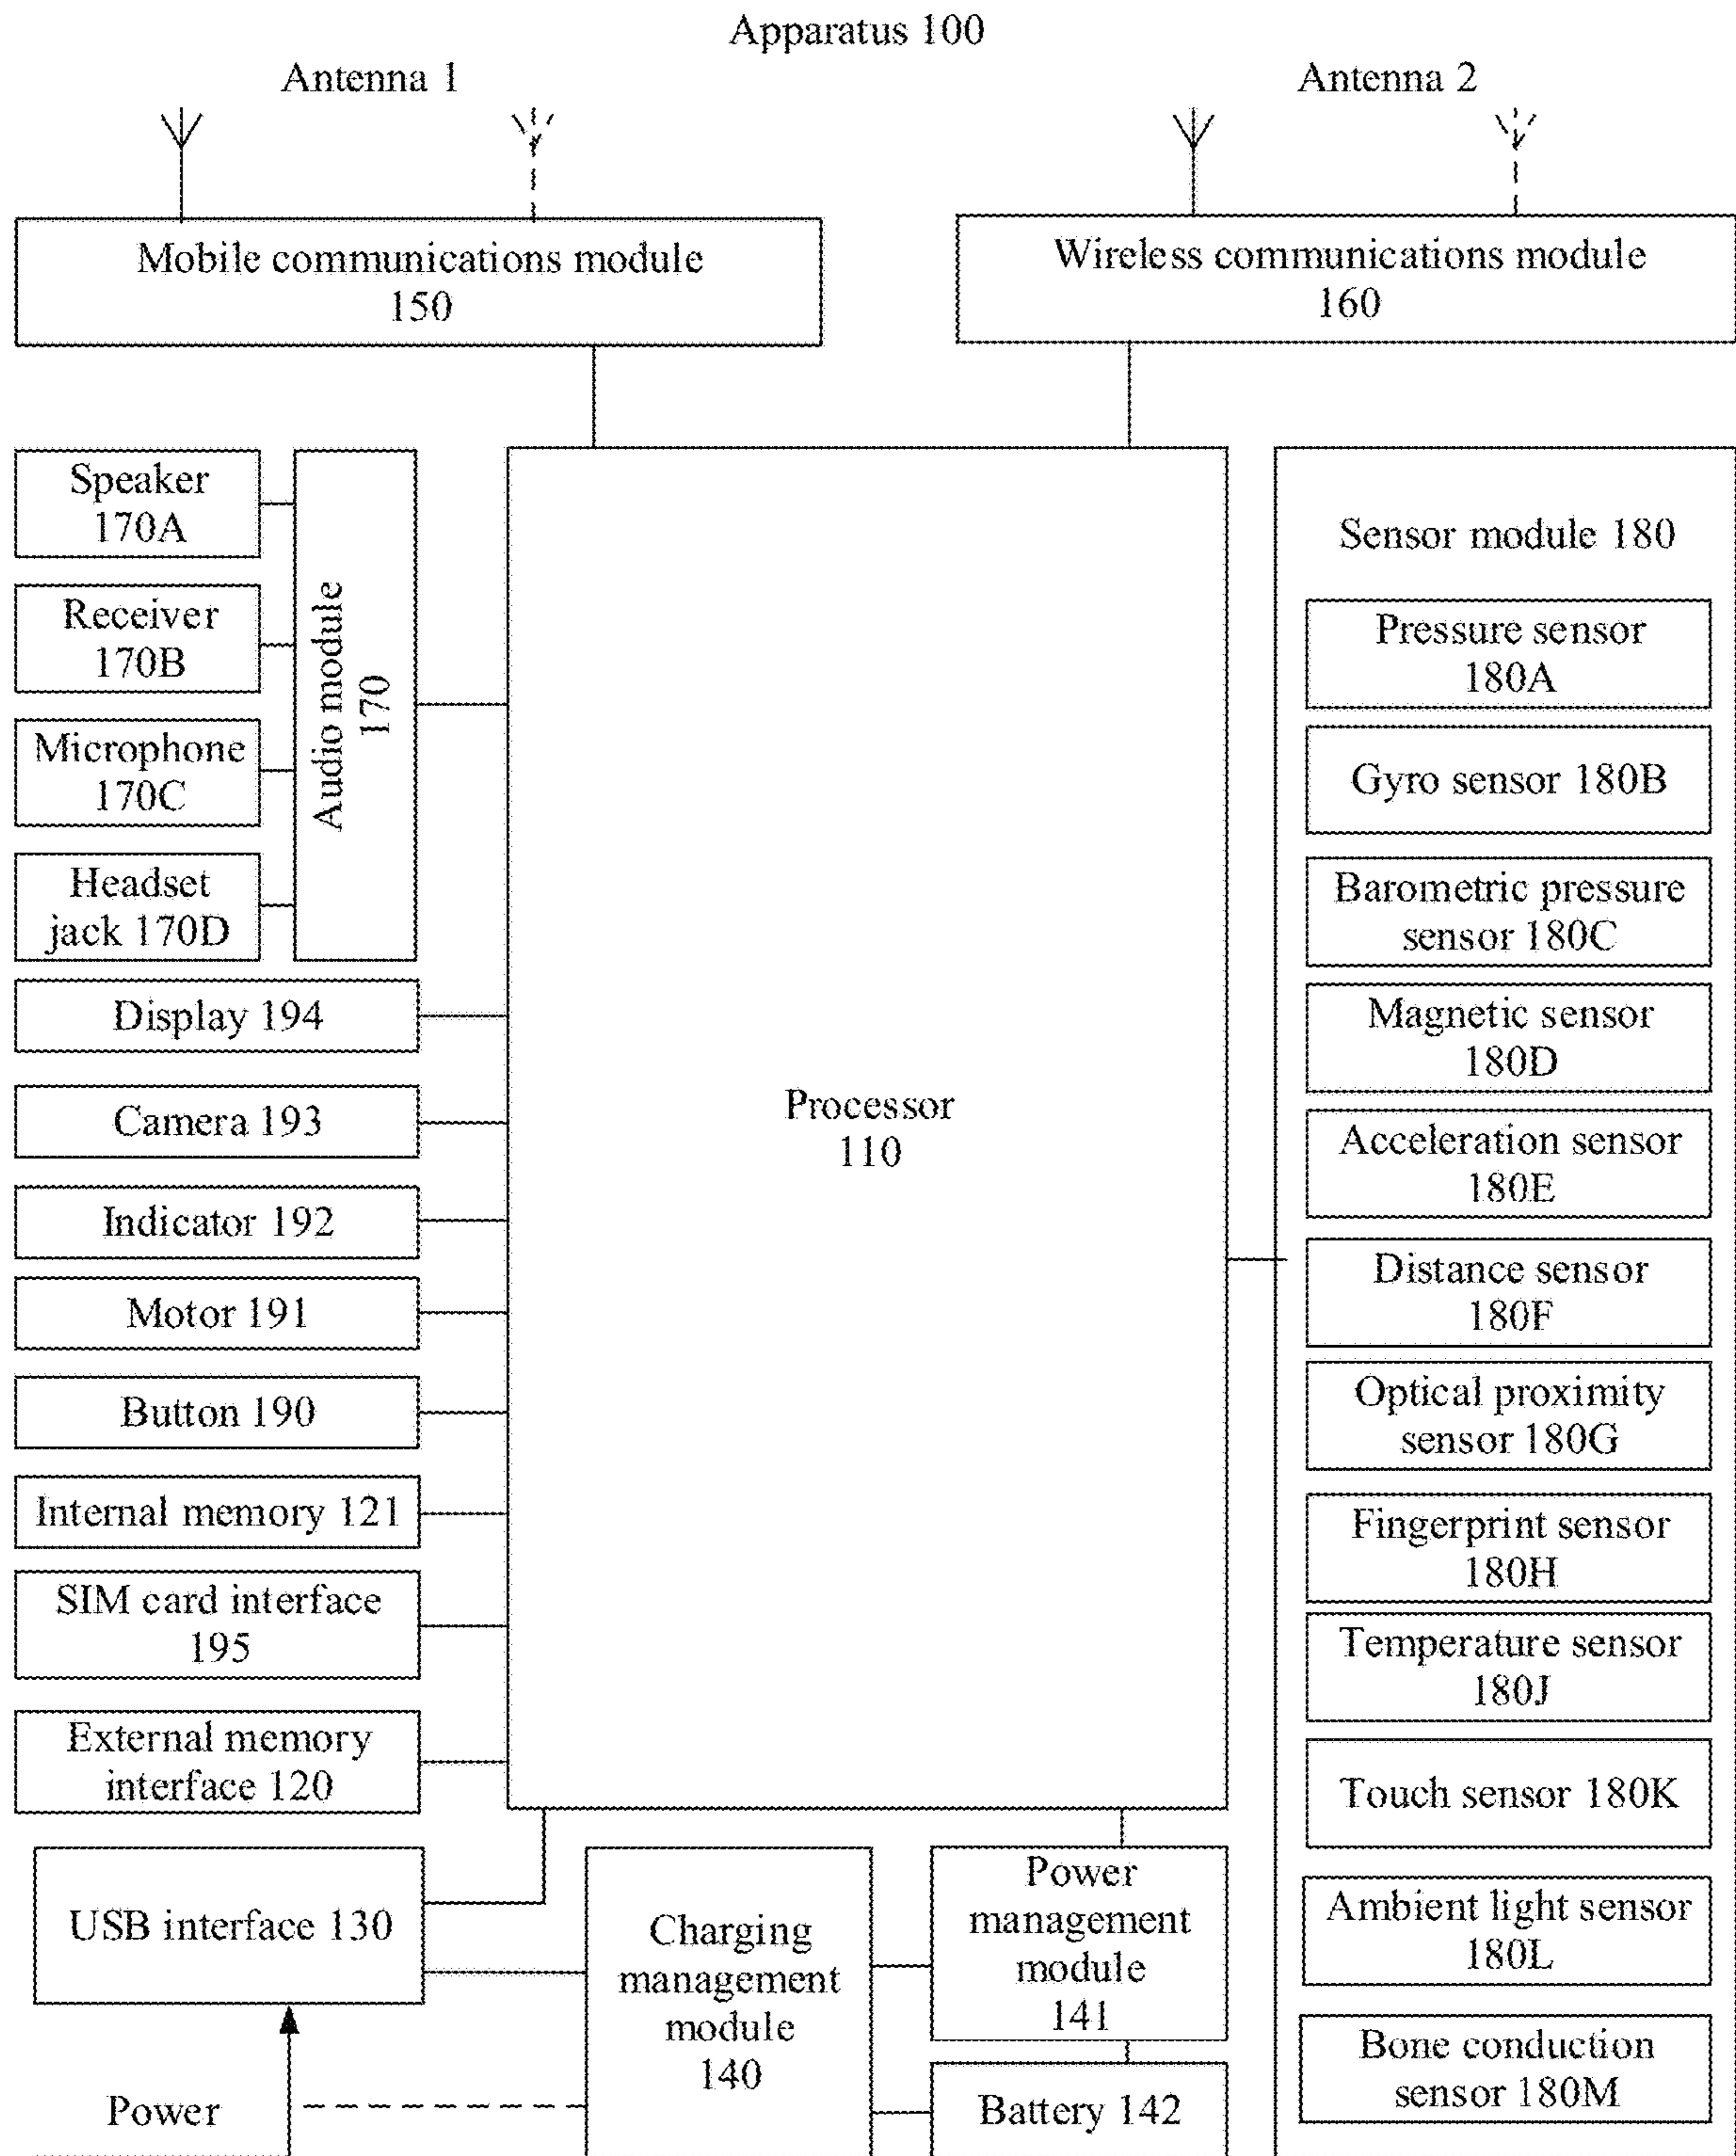 Apparatus 100
Antenna 1
Antenna 2
Mobile communications module
150
Wireless communications module
160
Speaker
170A
Receiver
170B
Microphone
170C
Headset
jack 170D
Audio module
170
Display 194
Camera 193
Indicator 192
Motor 191
Button 190
Internal memory 121
SIM card interface
195
External memory
interface 120
Processor
110
Sensor module 180
Pressure sensor
180A
Gyro sensor 180B
Barometric pressure
sensor 180C
Magnetic sensor
180D
Acceleration sensor
180E
Distance sensor
180F
Optical proximity
sensor 180G
Fingerprint sensor
180H
Temperature sensor
180J
Touch sensor 180K
Ambient light sensor
180L
Bone conduction
sensor 180M
USB interface 130
Charging
management
module
140
Power
management
module
141
Battery 142
Power